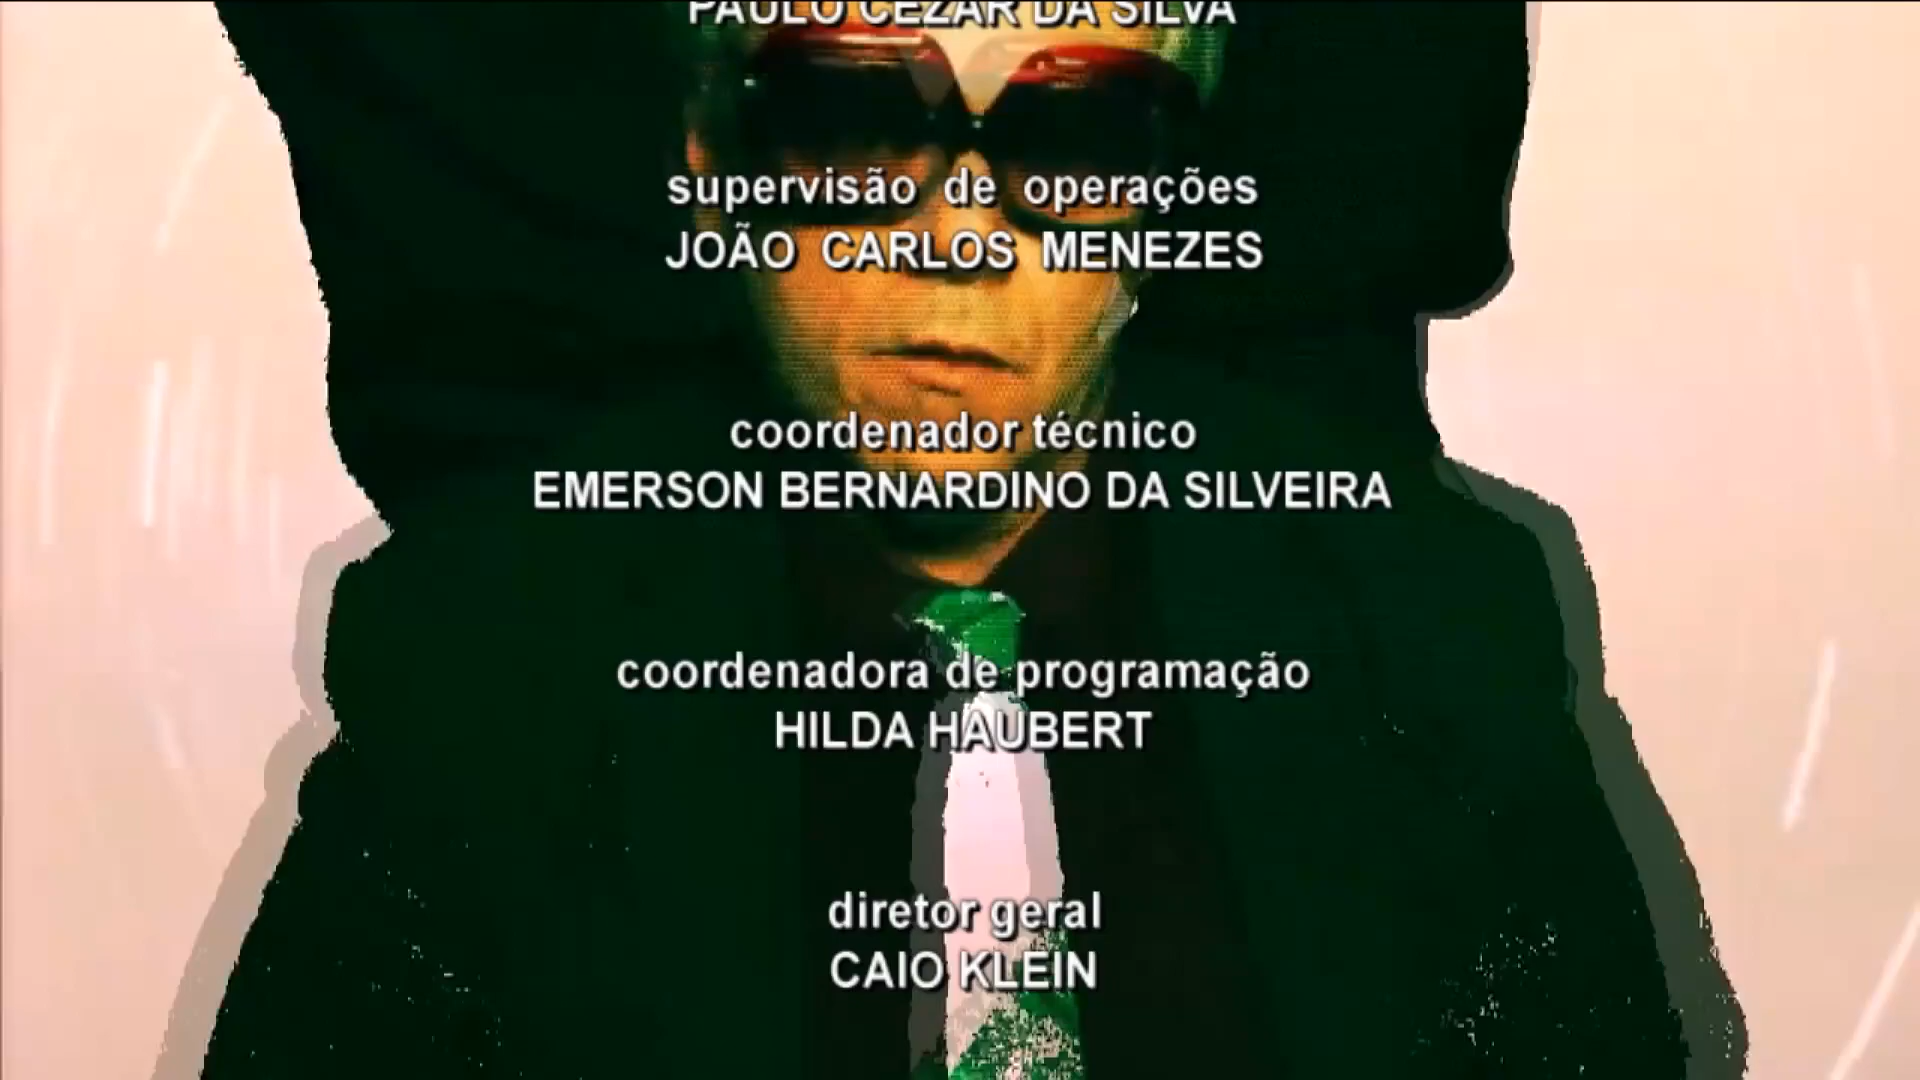 PAULO CEZAR DA SILVA
supervisão de operações
JOÃO CARLOS MENEZES
coordenador técnico
EMERSON BERNARDINO DA SILVEIRA
coordenadora de programação
HILDA HAUBERT
diretor geral
CAIO KLEIN